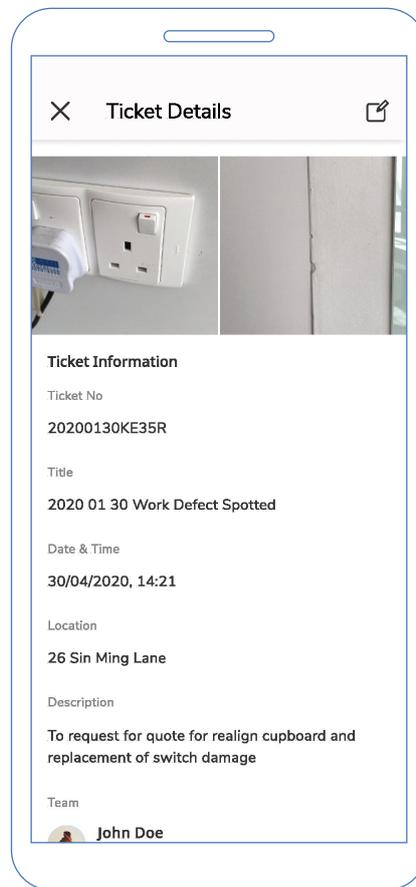 Ticket Details
Ticket Information
Ticket No
20200130KE35R
Title
2020 01 30 Work Defect Spotted
Date & Time
30/04/2020, 14:21
Location
26 Sin Ming Lane
Description
To request for quote for realign cupboard and
replacement of switch damage
Team
John Doe